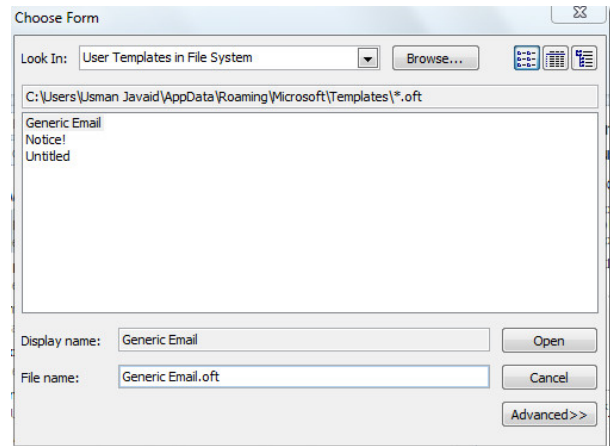 Choose Form
Look In: User Templates in File System Browse...
C:\Users\Usman Javaid\AppData\Roaming\Microsoft\Templates\*.oft
Generic Email
Notice!
Untitled
Display name: Generic Email Open
File name: Generic Email.oft Cancel
Advanced>>